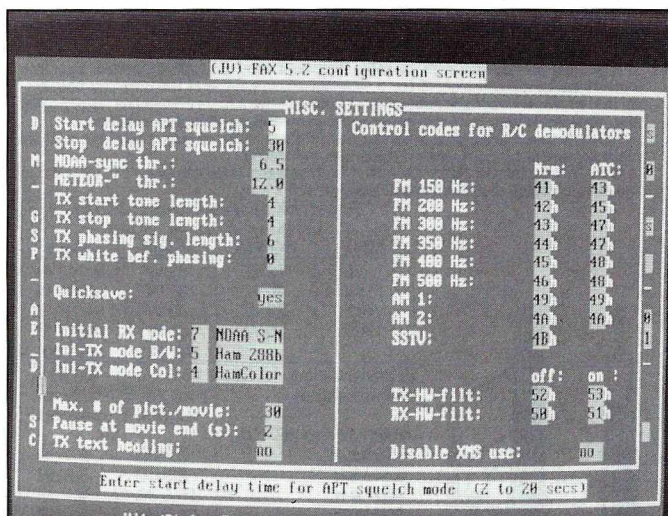 (JV)-FAX 5.2 configuration screen
MISC. SETTINGS
Start delay APT squelch: 5
Stop delay APT squelch: 30
NOAA-sync thr.: 6.5
METEOR-" thr.: 12.0
TX start tone length: 4
TX stop tone length: 4
TX phasing sig. length: 6
TX white bef. phasing: 0
Quicksave: yes
Initial RX mode: 7 NOAA S-N
Ini-TX mode B/W: 5 Ham 288b
Ini-TX mode Col: 4 HamColor
Max. # of pict./movie: 30
Pause at movie end (s): 2
TX text heading: no
Control codes for R/C demodulators
Nrm: ATC:
FM 150 Hz: 41h 43h
FM 200 Hz: 42h 45h
FM 300 Hz: 43h 47h
FM 350 Hz: 44h 47h
FM 400 Hz: 45h 48h
FM 500 Hz: 46h 48h
AM 1: 49h 49h
AM 2: 4Ah 4Ah
SSTV: 4Bh
off: on :
TX-HW-filt: 52h 53h
RX-HW-filt: 50h 51h
Disable XMS use: no
Enter start delay time for APT squelch mode (2 to 20 secs)